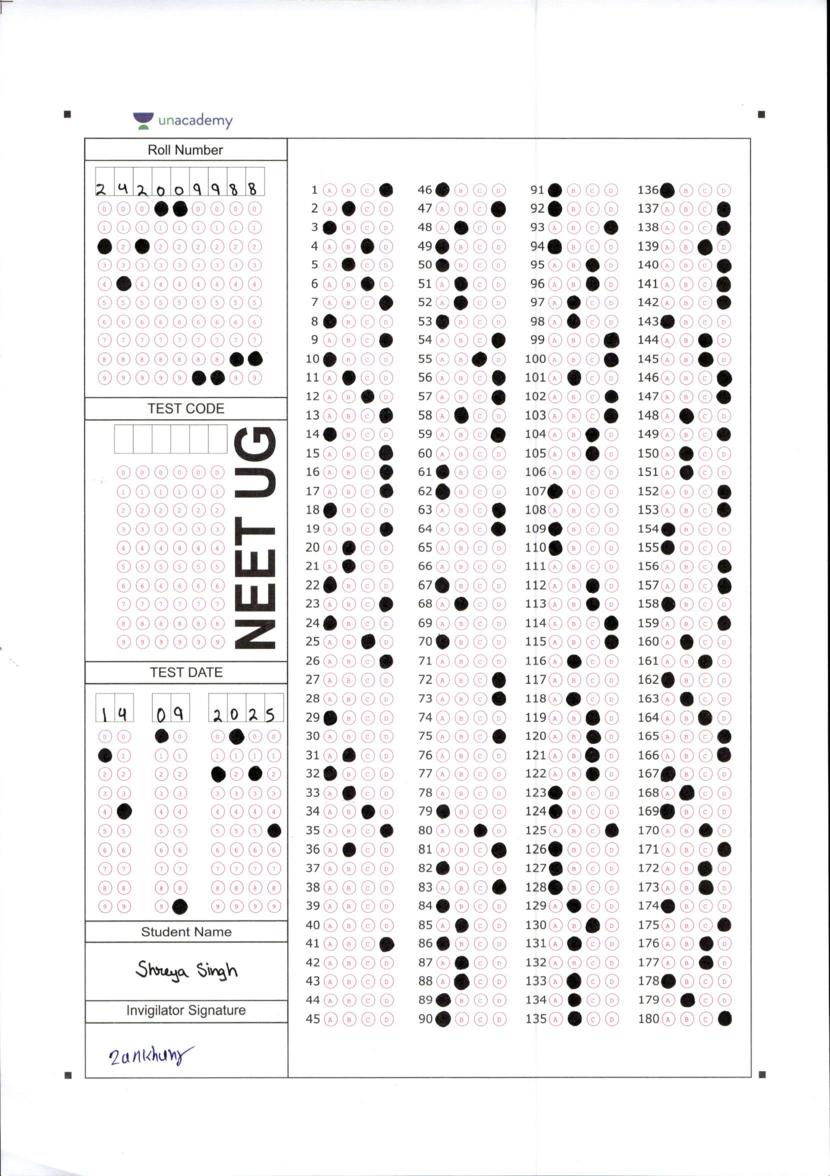 unacademy
Roll Number
2 4 2 0 0 9 9 8 8
TEST CODE
NEET UG
TEST DATE
14 09 2025
Student Name
Shreya Singh
Invigilator Signature
1 A B C 46 B C D 91 B C D 136 B C D
2 A C D 47 A B C 92 B C D 137 A B C
3 B C D 48 A C D 93 A B C 138 A B C
4 A B D 49 B C D 94 B C D 139 A B D
5 A C D 50 B C D 95 A B D 140 A B C
6 A B D 51 A C D 96 A B D 141 A B C
7 A B C 52 A C D 97 A C D 142 A B C
8 B C D 53 B C D 98 A C D 143 B C D
9 A B C 54 A B C 99 A B C 144 A B D
10 B C D 55 A B D 100 A B C 145 A B D
11 A C D 56 A B C 101 A C D 146 A B C
12 A B D 57 A B C 102 A B C 147 A B C
13 A B C 58 A C D 103 A B C 148 A C D
14 B C D 59 A B C 104 A B D 149 A B C
15 A B C 60 A B C D 105 A B D 150 A C D
16 A B C 61 B C D 106 A B C D 151 A C D
17 A B C 62 B C D 107 B C D 152 A B C
18 B C D 63 A B C 108 A B C D 153 A B C
19 A B C 64 A B C 109 B C D 154 B C D
20 A C D 65 A B C D 110 B C D 155 B C D
21 A C D 66 A B C D 111 A B C D 156 A B C
22 B C D 67 B C D 112 A B D 157 A B C
23 A B C 68 A C D 113 A B D 158 B C D
24 B C D 69 A B C D 114 A B C 159 A B C
25 A B D 70 B C D 115 A B C 160 A C D
26 A B C 71 A B C D 116 A C D 161 A B D
27 A B C D 72 A B C 117 A B C D 162 B C D
28 A B C D 73 A B C 118 A C D 163 A C D
29 B C D 74 A B C D 119 A B D 164 A B D
30 A B C D 75 A B C 120 A B D 165 A B C
31 A C D 76 A B C D 121 A B D 166 A B C
32 B C D 77 A B C D 122 A B D 167 B C D
33 A C D 78 A B C D 123 B C D 168 A C D
34 A B D 79 B C D 124 B C D 169 B C D
35 A B C 80 A B D 125 A B C 170 A B D
36 A C D 81 A B C 126 B C D 171 A B C
37 A B C D 82 B C D 127 B C D 172 A B D
38 A B C D 83 A B C 128 B C D 173 A B D
39 A B C D 84 B C D 129 A C D 174 B C D
40 A B C D 85 A C D 130 A B D 175 A B C
41 A B C 86 B C D 131 A C D 176 A B D
42 A B C D 87 A C D 132 A B C D 177 A B D
43 A B C D 88 A C D 133 A C D 178 B C D
44 A B C D 89 B C D 134 A C D 179 A C D
45 A B C D 90 B C D 135 A C D 180 A B C